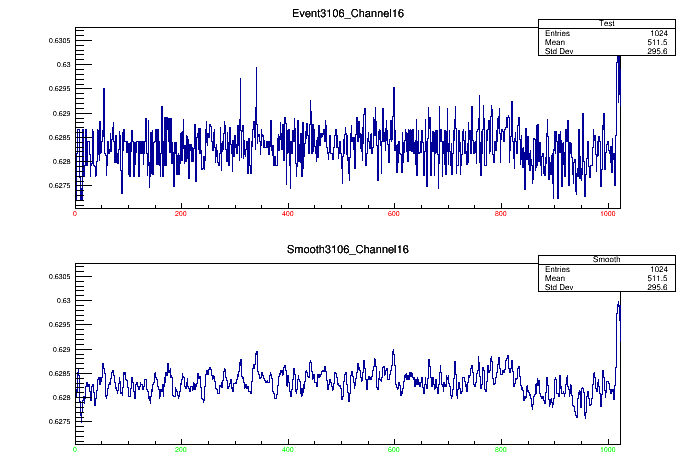 Event3106_Channel16
Test
Entries 1024
Mean 511.5
Std Dev 295.6
0.6305
0.63
0.6295
0.629
0.6285
0.628
0.6275
0 200 400 600 800 1000
Smooth3106_Channel16
Smooth
Entries 1024
Mean 511.5
Std Dev 295.6
0.6305
0.63
0.6295
0.629
0.6285
0.628
0.6275
0 200 400 600 800 1000